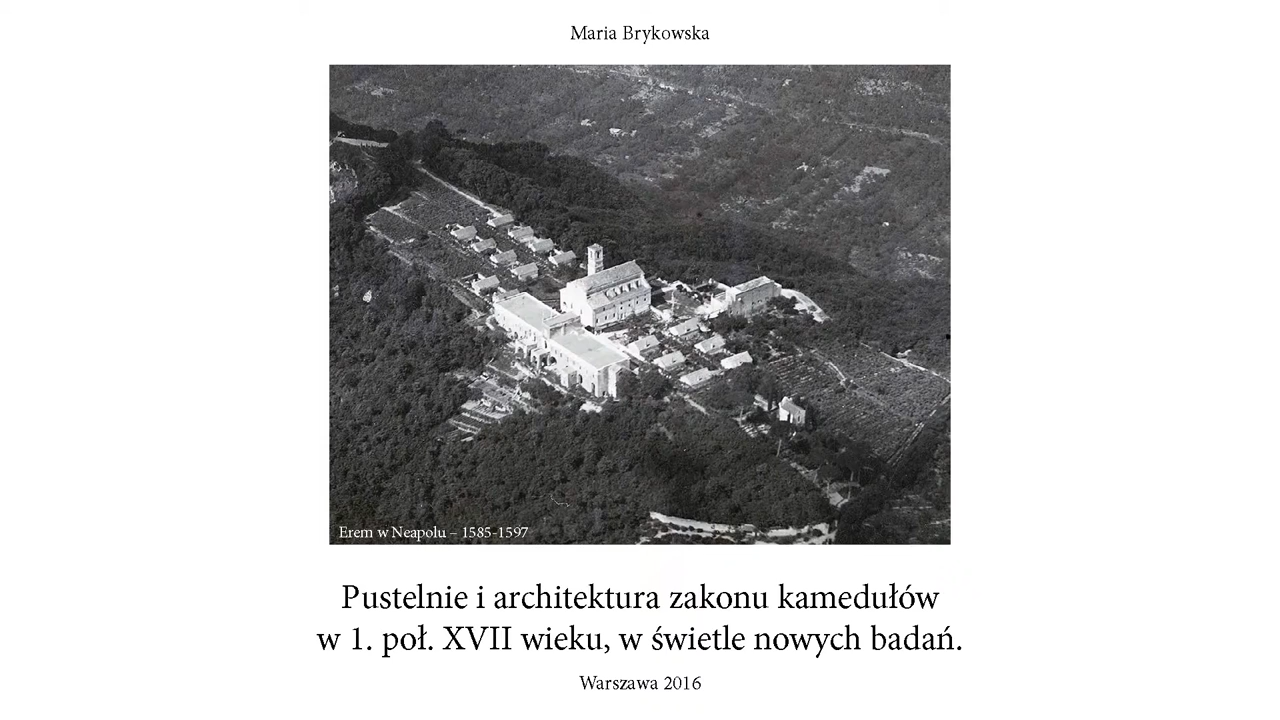 Maria Brykowska
Erem w Neapolu – 1585-1597
Pustelnie i architektura zakonu kamedułów
w 1. poł. XVII wieku, w świetle nowych badań.
Warszawa 2016